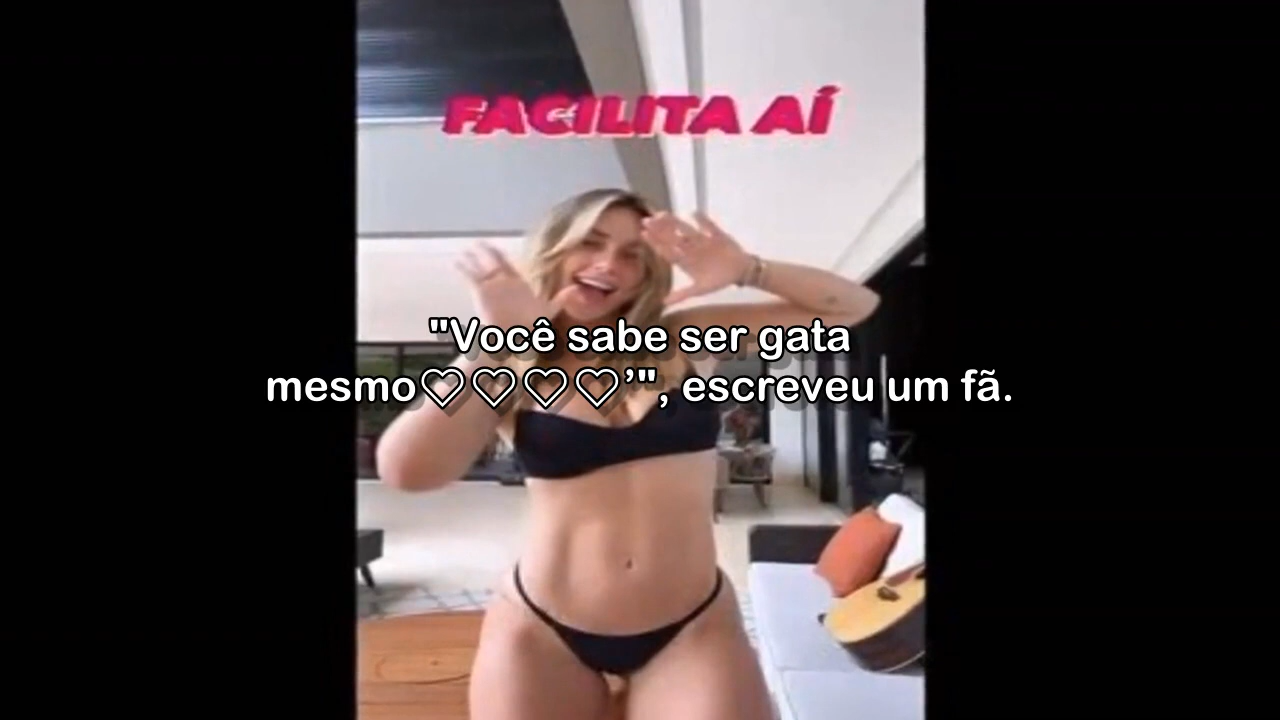 FACILITA AÍ
"Você sabe ser gata
mesmo♡♡♡♡’", escreveu um fã.